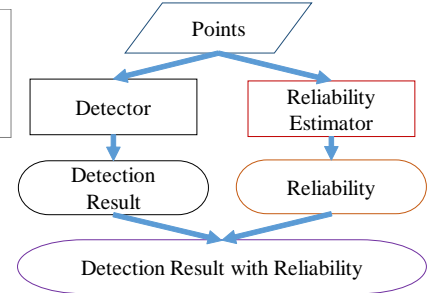 Points
Detector
Reliability
Estimator
Detection
Result
Reliability
Detection Result with Reliability